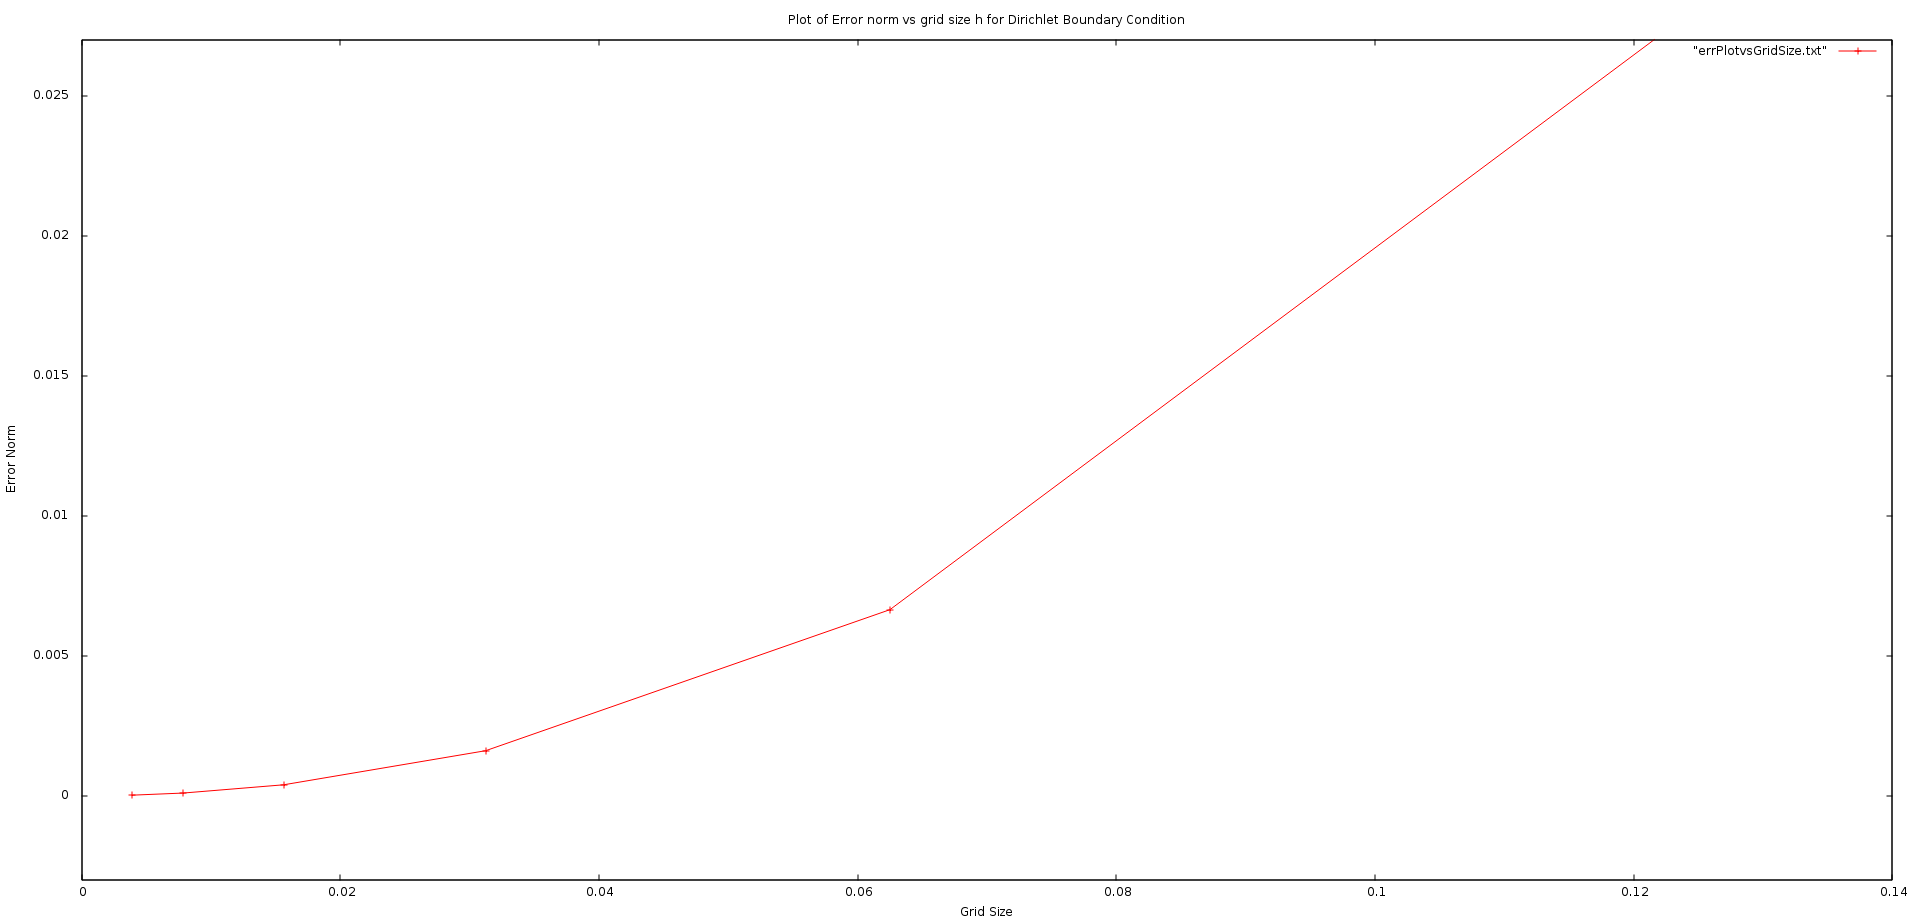 Plot of Error norm vs grid size h for Dirichlet Boundary Condition
"errPlotvsGridSize.txt"
0.025
0.02
0.015
0.01
0.005
0
Error Norm
0 0.02 0.04 0.06 0.08 0.1 0.12 0.14
Grid Size